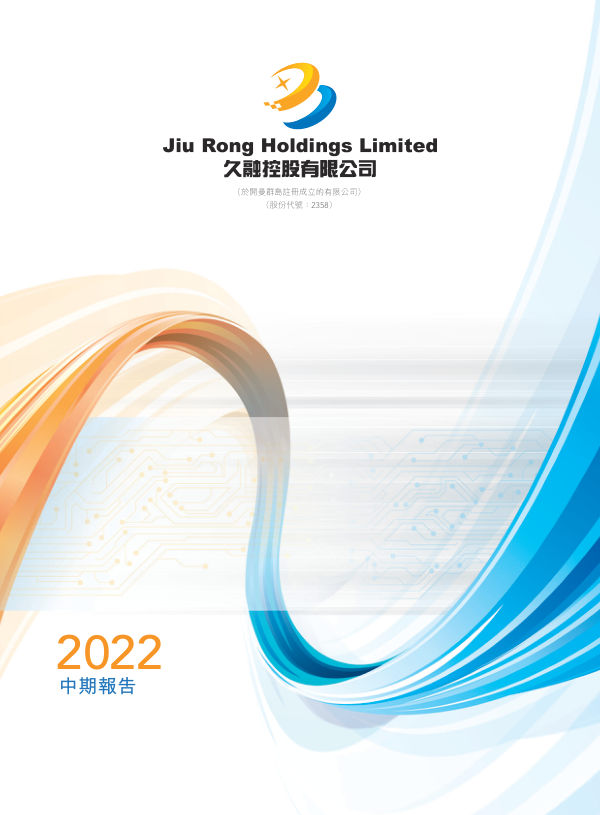 Jiu Rong Holdings Limited
久融控股有限公司
（於開曼群島註冊成立的有限公司）
（股份代號：2358）
2022
中期報告